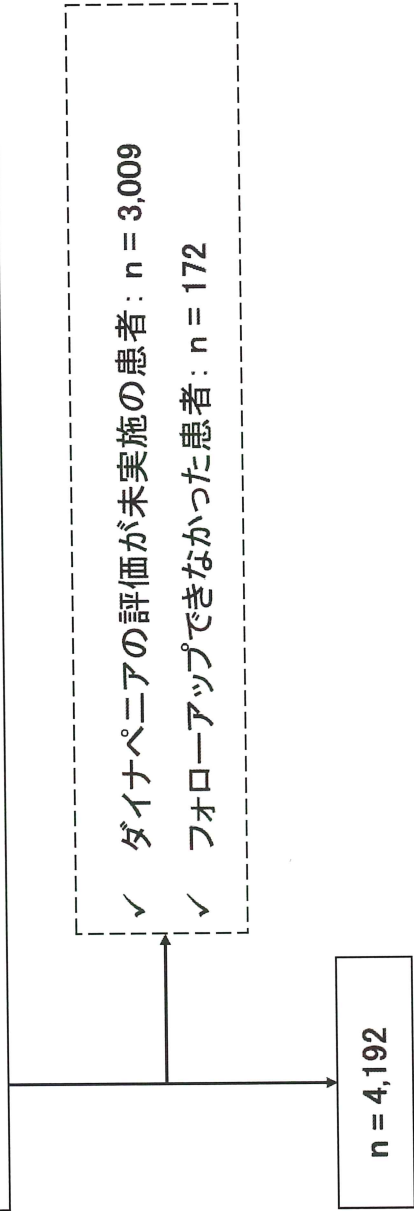 ✓ ダイナペニアの評価が未実施の患者: n = 3,009
✓ フォローアップできなかった患者: n = 172
n = 4,192